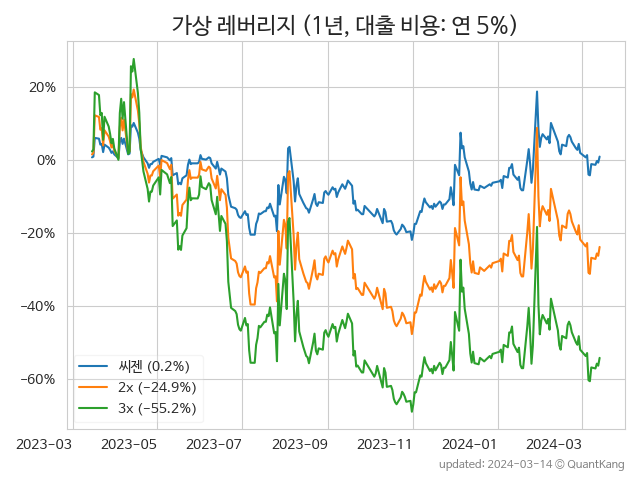 가상 레버리지 (1년, 대출 비용: 연 5%)
20%
0%
−20%
−40%
−60%
씨젠 (0.2%)
2x (−24.9%)
3x (−55.2%)
2023-03 2023-05 2023-07 2023-09 2023-11 2024-01 2024-03
updated: 2024-03-14 © QuantKang